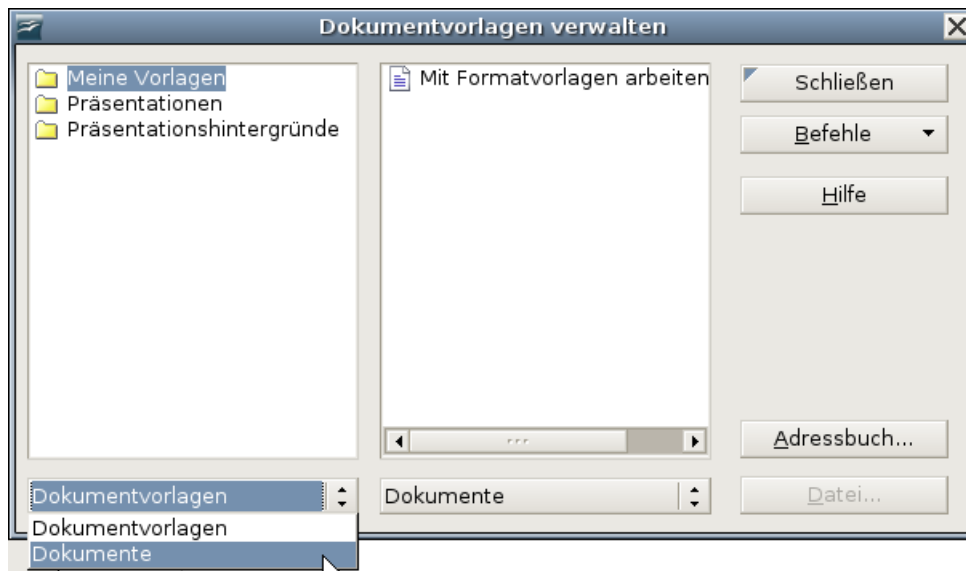 Dokumentvorlagen verwalten
Meine Vorlagen
Präsentationen
Präsentationshintergründe
Mit Formatvorlagen arbeiten
Schließen
Befehle
Hilfe
Adressbuch...
Datei...
Dokumentvorlagen
Dokumente
Dokumentvorlagen
Dokumente